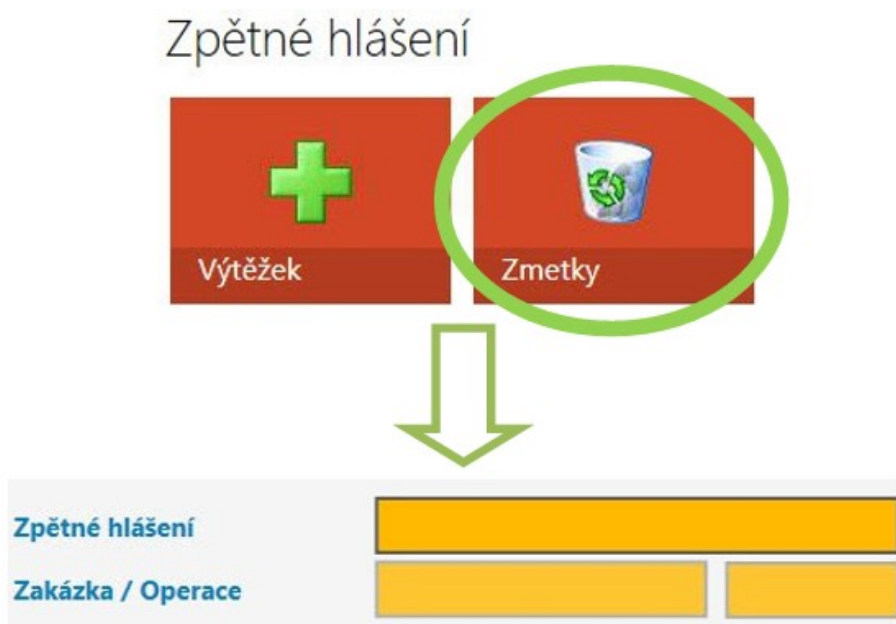 Zpětné hlášení
Výtěžek
Zmetky
Zpětné hlášení
Zakázka / Operace